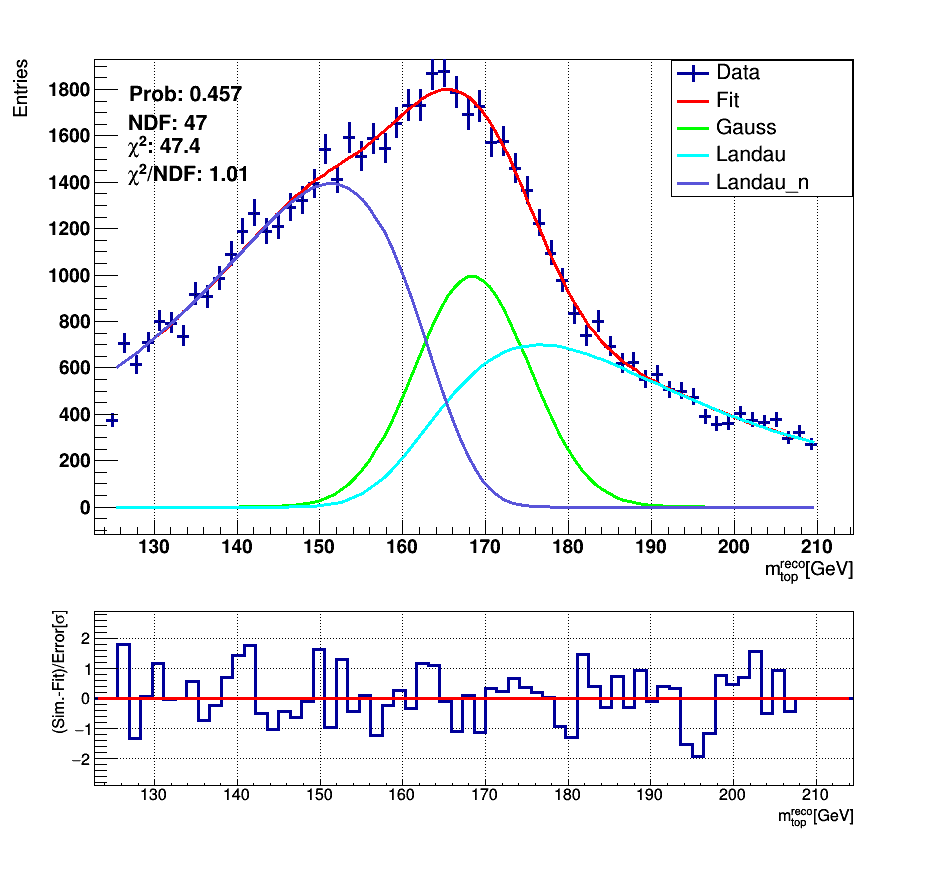 Entries
1800
1600
1400
1200
1000
800
600
400
200
0
Prob: 0.457
NDF: 47
χ²: 47.4
χ²/NDF: 1.01
Data
Fit
Gauss
Landau
Landau_n
130 140 150 160 170 180 190 200 210
m_top^reco[GeV]
(Sim.-Fit)/Error[σ]
2
1
0
−1
−2
130 140 150 160 170 180 190 200 210
m_top^reco[GeV]